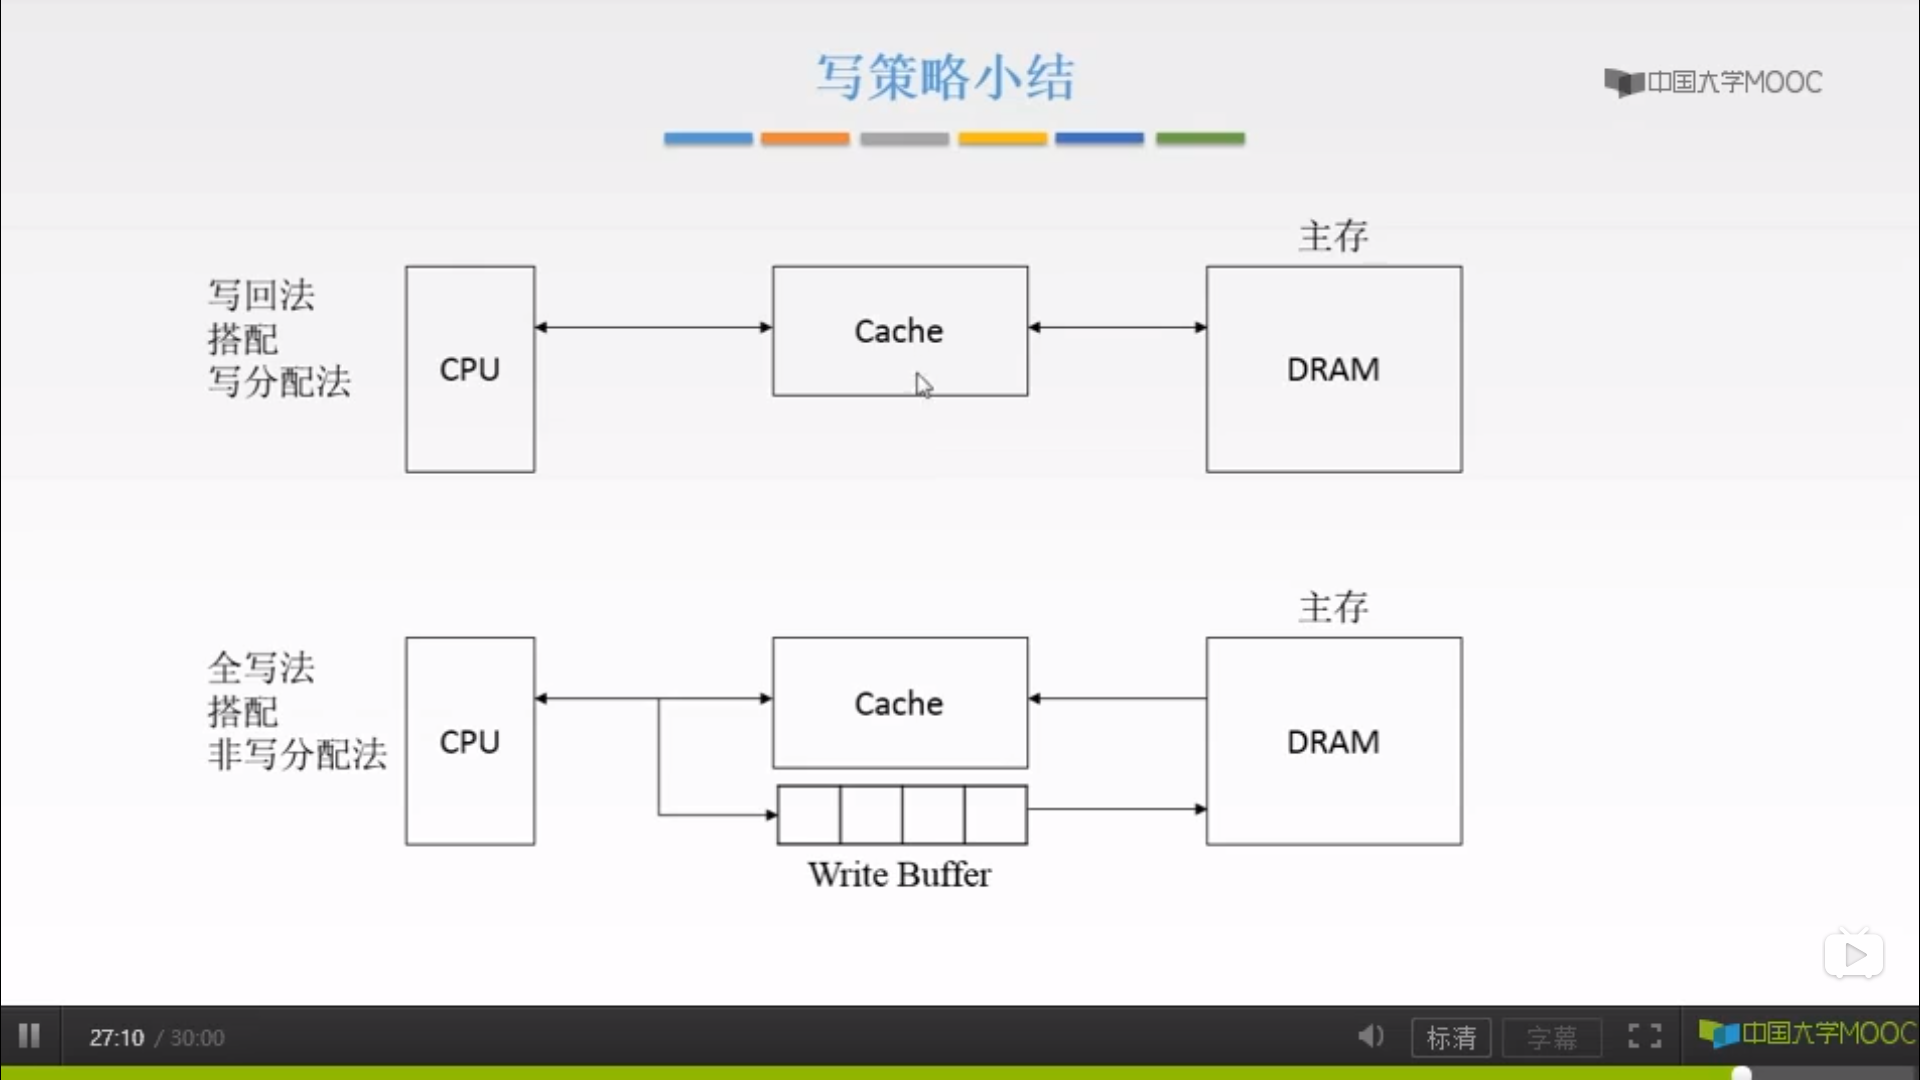 写策略小结
中国大学MOOC
主存
写回法
搭配
写分配法
CPU
Cache
DRAM
主存
全写法
搭配
非写分配法
CPU
Cache
DRAM
Write Buffer
27:10 / 30:00
标清
字幕
中国大学MOOC